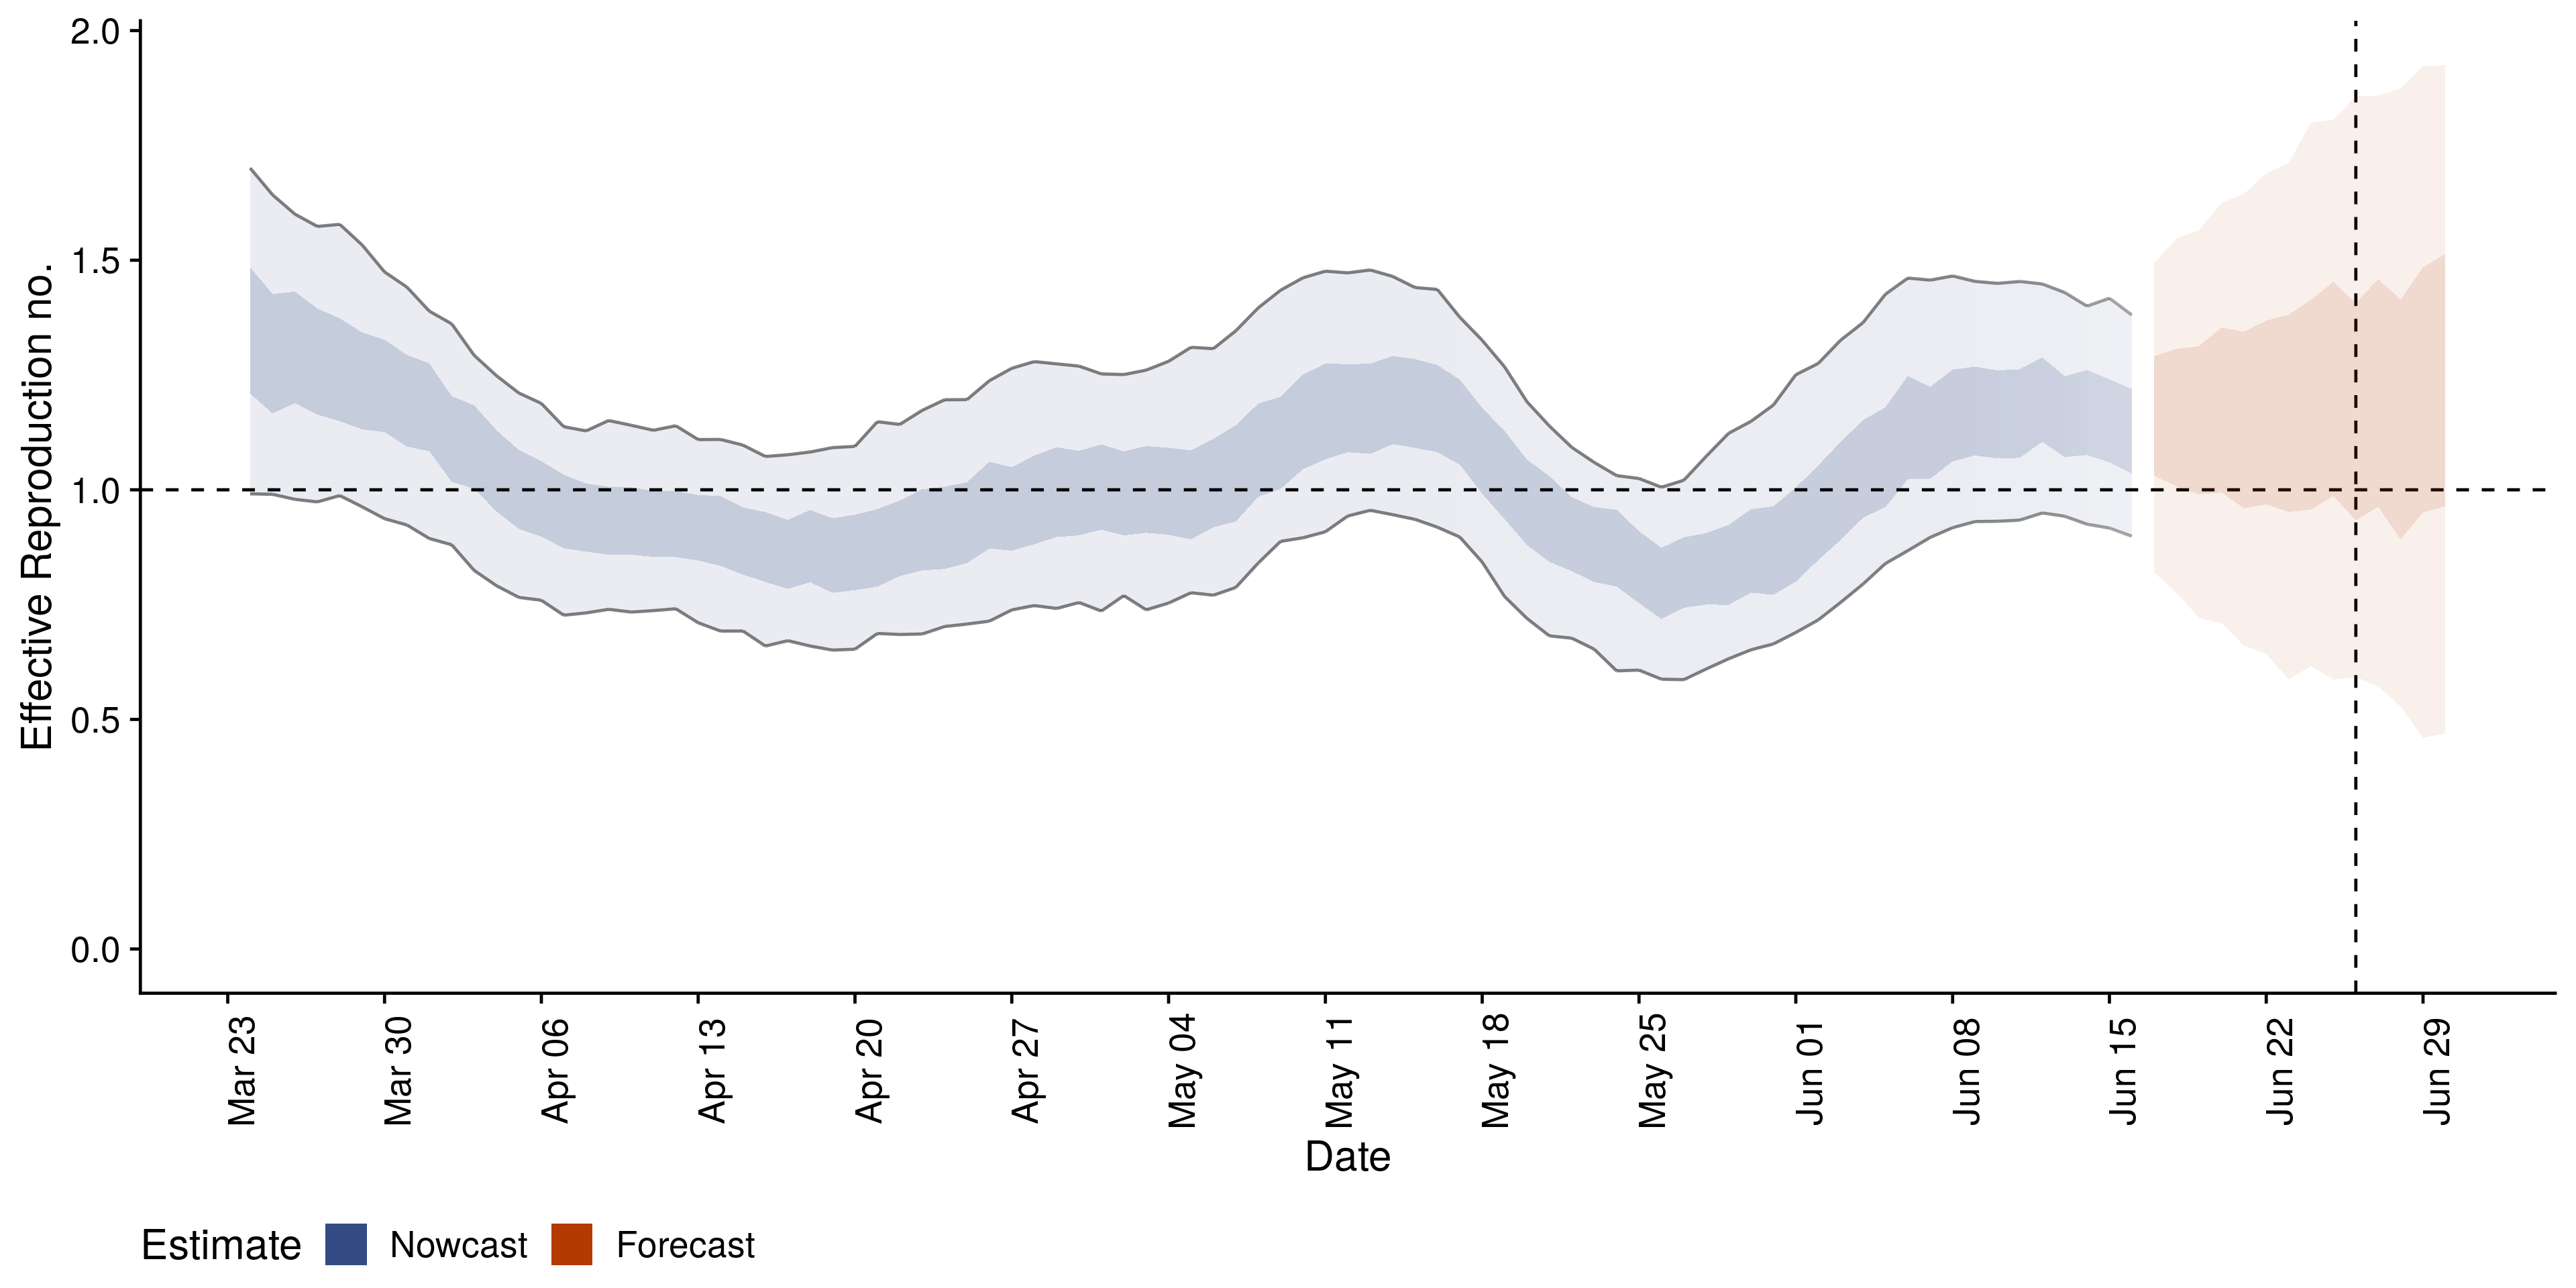 2.0
1.5
1.0
0.5
0.0
Effective Reproduction no.
Mar 23
Mar 30
Apr 06
Apr 13
Apr 20
Apr 27
May 04
May 11
May 18
May 25
Jun 01
Jun 08
Jun 15
Jun 22
Jun 29
Date
Estimate Nowcast Forecast